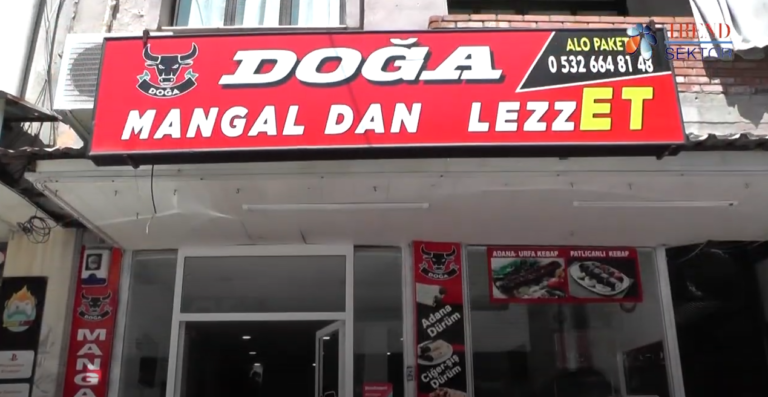 DOĞA
DOĞA
ALO PAKET
0 532 664 81 48
MANGAL DAN LEZZET
TREND
SEKTÖR
DOĞA
ADANA- URFA KEBAP
PATLICANLI KEBAP
Adana
Dürüm
Ciğer-şiş
Dürüm
MANGA